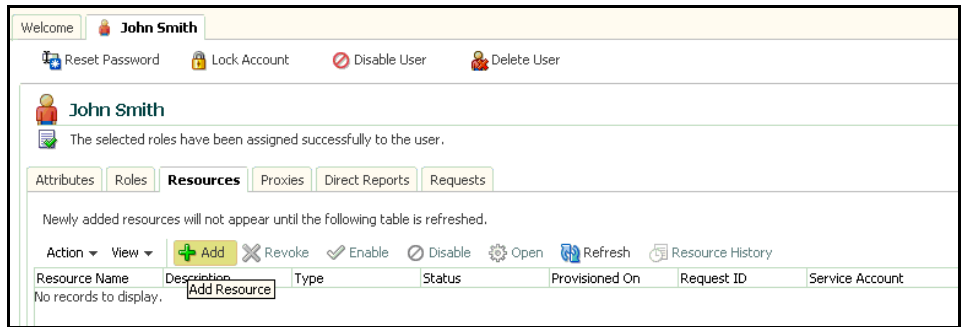 Welcome John Smith
Reset Password Lock Account Disable User Delete User
John Smith
The selected roles have been assigned successfully to the user.
Attributes Roles Resources Proxies Direct Reports Requests
Newly added resources will not appear until the following table is refreshed.
Action View Add Revoke Enable Disable Open Refresh Resource History
Resource Name Description Type Status Provisioned On Request ID Service Account
Add Resource
No records to display.